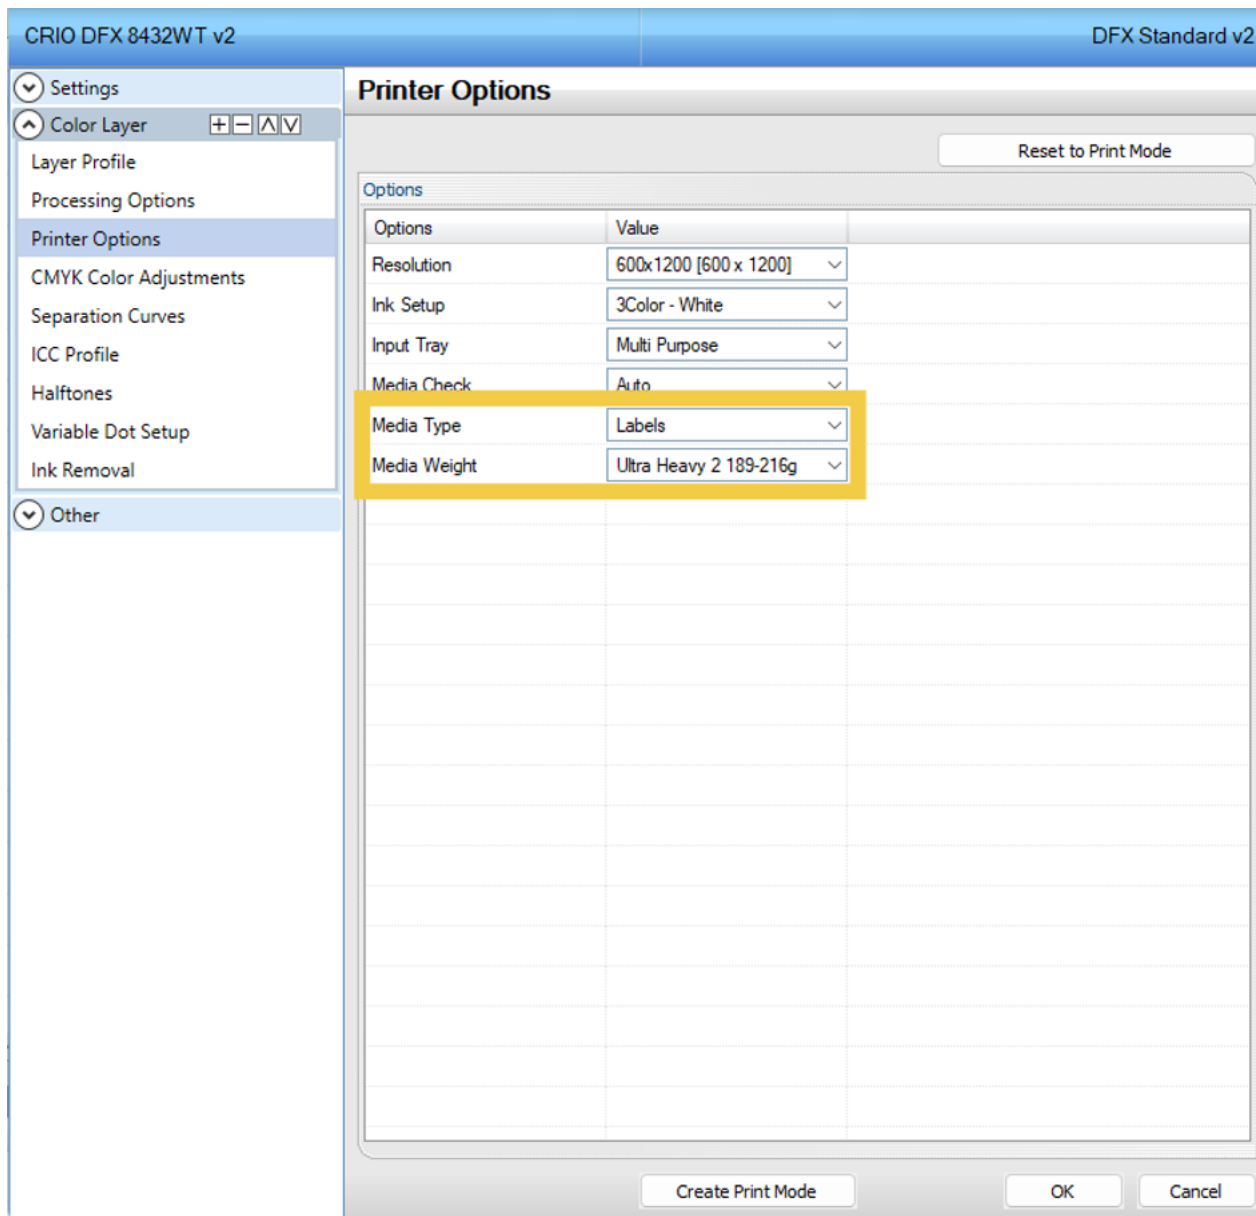 CRIO DFX 8432WT v2 DFX Standard v2
Settings
Color Layer
Layer Profile
Processing Options
Printer Options
CMYK Color Adjustments
Separation Curves
ICC Profile
Halftones
Variable Dot Setup
Ink Removal
Other
Printer Options
Reset to Print Mode
Options
Options Value
Resolution 600x1200 [600 x 1200]
Ink Setup 3Color - White
Input Tray Multi Purpose
Media Check Auto
Media Type Labels
Media Weight Ultra Heavy 2 189-216g
Create Print Mode OK Cancel